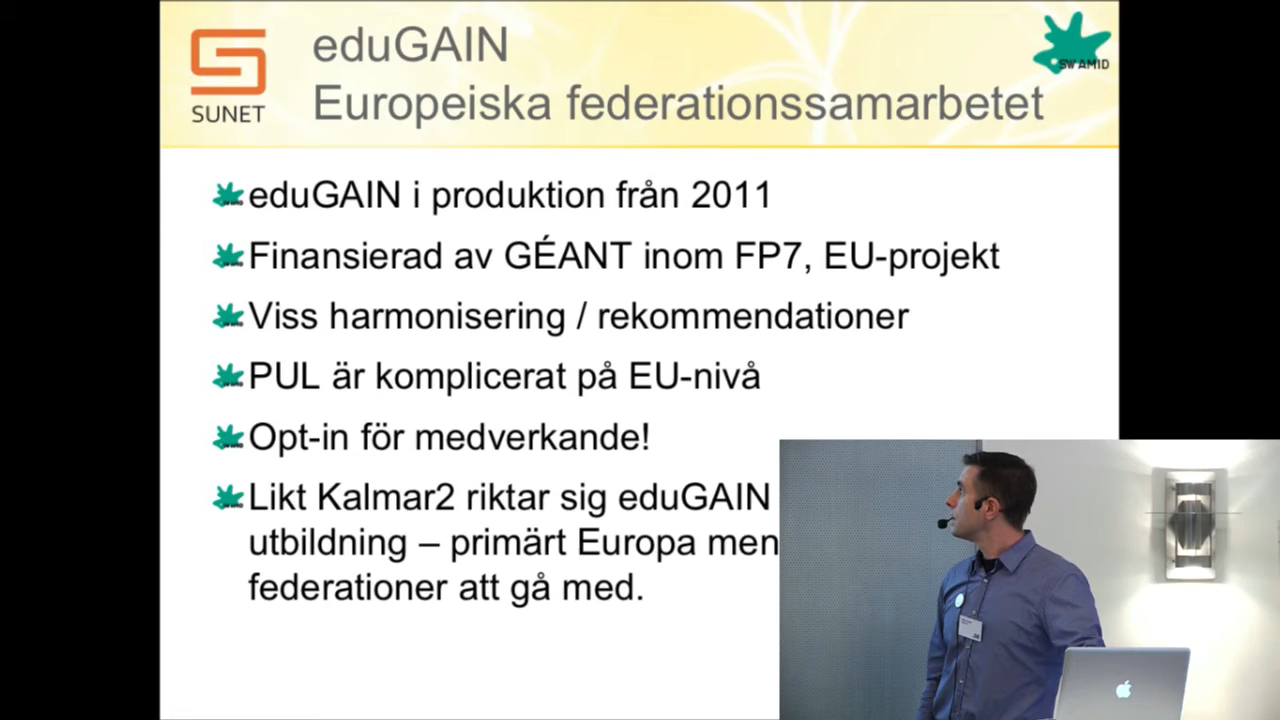 SUNET
eduGAIN
Europeiska federationssamarbetet
SWAMID
eduGAIN i produktion från 2011
Finansierad av GÉANT inom FP7, EU-projekt
Viss harmonisering / rekommendationer
PUL är komplicerat på EU-nivå
Opt-in för medverkande!
Likt Kalmar2 riktar sig eduGAIN
utbildning – primärt Europa men
federationer att gå med.